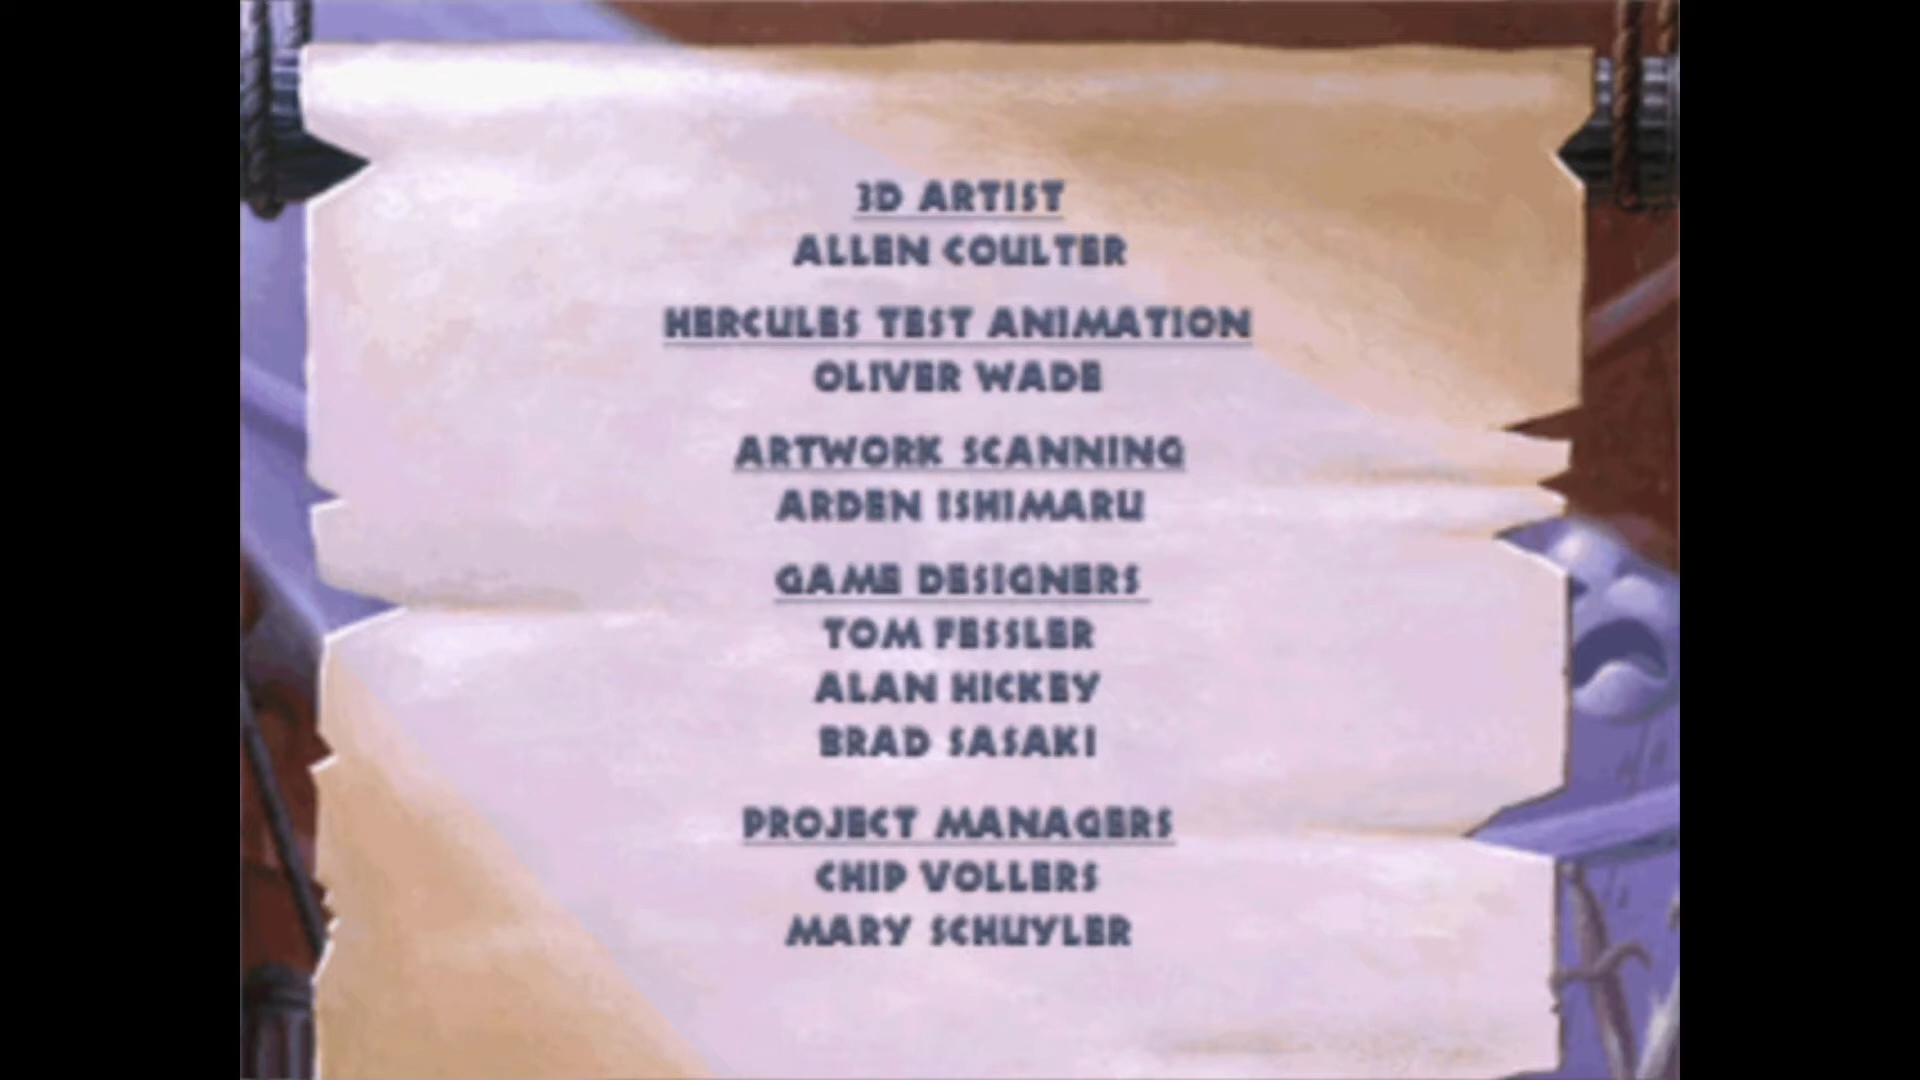 3D ARTIST
ALLEN COULTER
HERCULES TEST ANIMATION
OLIVER WADE
ARTWORK SCANNING
ARDEN ISHIMARU
GAME DESIGNERS
TOM FESSLER
ALAN HICKEY
BRAD SASAKI
PROJECT MANAGERS
CHIP VOLLERS
MARY SCHUYLER